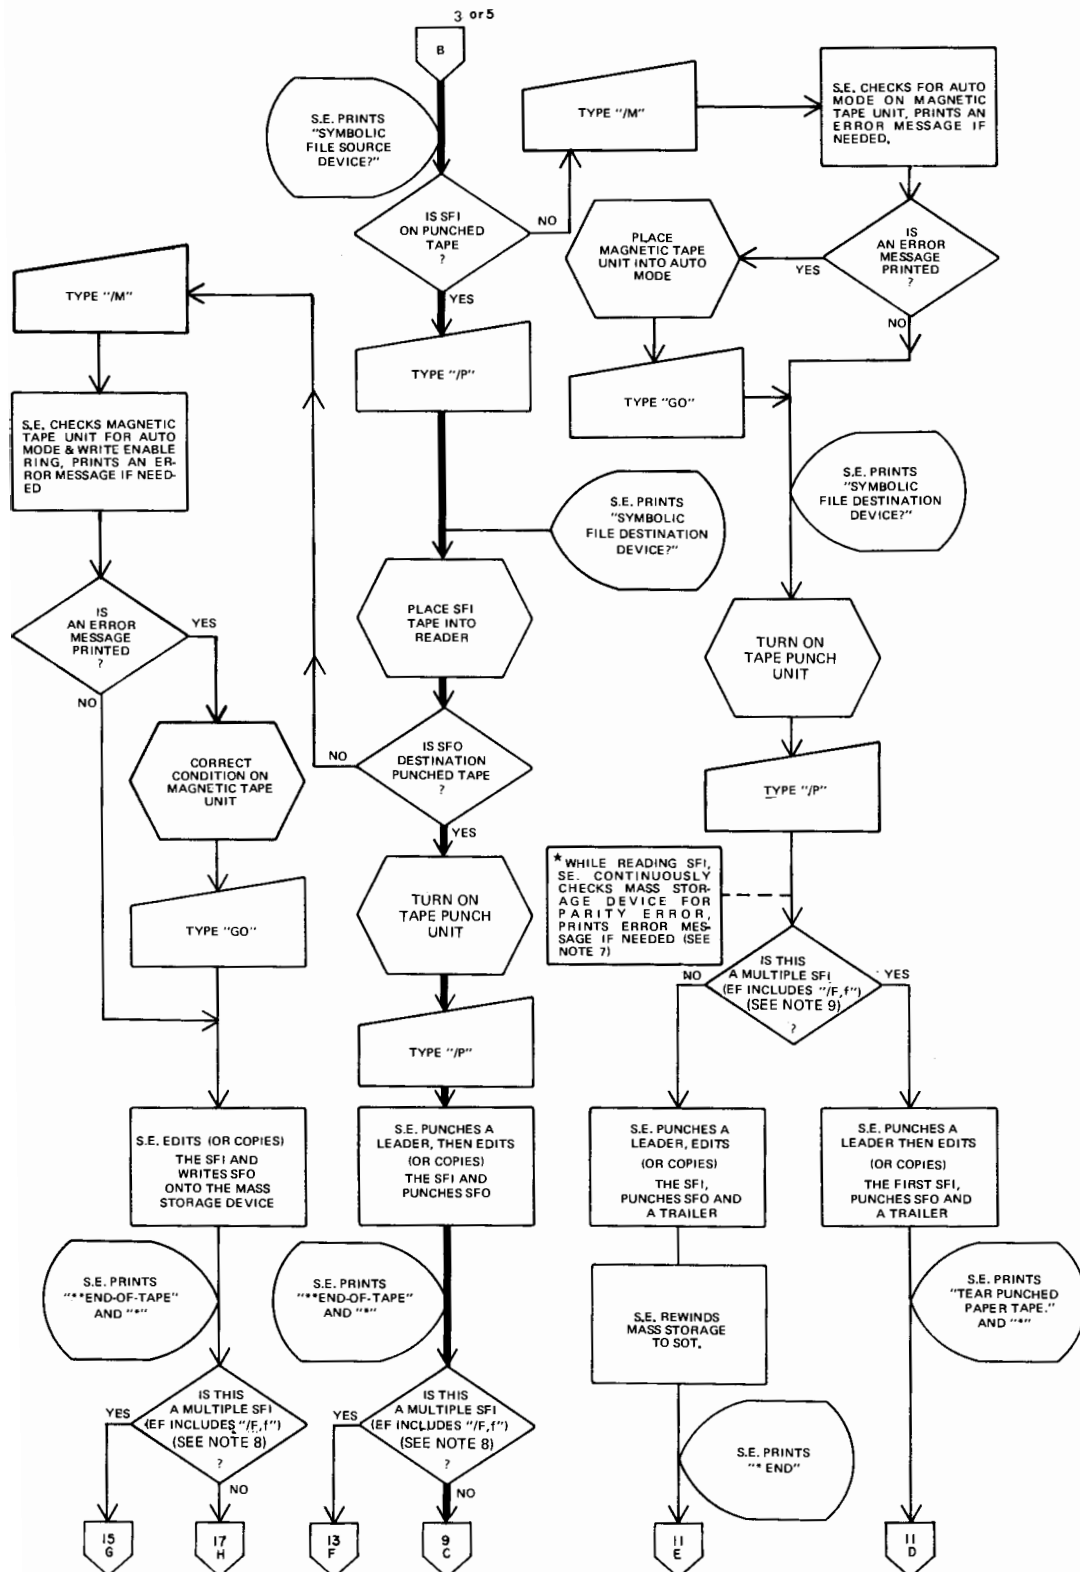 3 or 5
B
S.E. PRINTS
"SYMBOLIC
FILE SOURCE
DEVICE?"
TYPE "/M"
S.E. CHECKS FOR AUTO
MODE ON MAGNETIC
TAPE UNIT, PRINTS AN
ERROR MESSAGE IF
NEEDED.
IS SFI
ON PUNCHED
TAPE
?
NO
YES
PLACE
MAGNETIC TAPE
UNIT INTO AUTO
MODE
YES
IS
AN ERROR
MESSAGE
PRINTED
?
NO
TYPE "/M"
TYPE "/P"
TYPE "GO"
S.E. CHECKS MAGNETIC
TAPE UNIT FOR AUTO
MODE & WRITE ENABLE
RING, PRINTS AN ER-
ROR MESSAGE IF NEED-
ED
S.E. PRINTS
"SYMBOLIC
FILE DESTINATION
DEVICE?"
S.E. PRINTS
"SYMBOLIC
FILE DESTINATION
DEVICE?"
IS
AN ERROR
MESSAGE
PRINTED
?
YES
NO
PLACE SFI
TAPE INTO
READER
TURN ON
TAPE PUNCH
UNIT
CORRECT
CONDITION ON
MAGNETIC TAPE
UNIT
NO
IS SFO
DESTINATION
PUNCHED TAPE
?
YES
TYPE "/P"
TYPE "GO"
TURN ON
TAPE PUNCH
UNIT
*WHILE READING SFI,
SE. CONTINUOUSLY
CHECKS MASS STOR-
AGE DEVICE FOR
PARITY ERROR,
PRINTS ERROR MES-
SAGE IF NEEDED (SEE
NOTE 7)
NO
IS THIS
A MULTIPLE SFI
(EF INCLUDES "/F,f")
(SEE NOTE 9)
?
YES
TYPE "/P"
S.E. EDITS (OR COPIES)
THE SFI AND
WRITES SFO
ONTO THE MASS
STORAGE DEVICE
S.E. PUNCHES A
LEADER, THEN EDITS
(OR COPIES)
THE SFI AND
PUNCHES SFO
S.E. PUNCHES A
LEADER, EDITS
(OR COPIES)
THE SFI,
PUNCHES SFO AND
A TRAILER
S.E. PUNCHES A
LEADER THEN EDITS
(OR COPIES)
THE FIRST SFI,
PUNCHES SFO AND
A TRAILER
S.E. PRINTS
"**END-OF-TAPE"
AND "*"
S.E. PRINTS
"**END-OF-TAPE"
AND "*"
S.E. REWINDS
MASS STORAGE
TO SOT.
S.E. PRINTS
"TEAR PUNCHED
PAPER TAPE."
AND "*"
YES
IS THIS
A MULTIPLE SFI
(EF INCLUDES "/F,f")
(SEE NOTE 8)
?
NO
YES
IS THIS
A MULTIPLE SFI
(EF INCLUDES "/F,f")
(SEE NOTE 8)
?
NO
S.E. PRINTS
"* END"
15
G
17
H
13
F
9
C
11
E
11
D